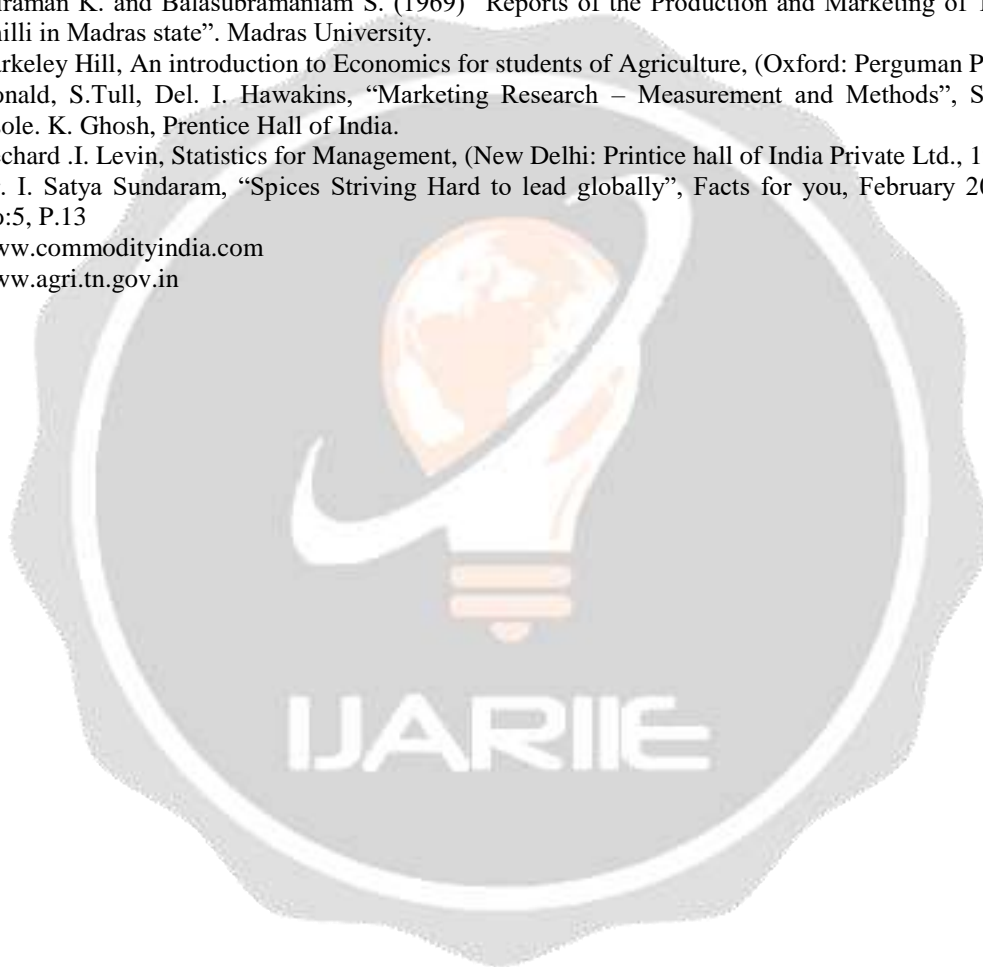 raman K. and Balasubramaniam S. (1969) “Reports of the Production and Marketing of
illi in Madras state”. Madras University.
rkeley Hill, An introduction to Economics for students of Agriculture, (Oxford: Perguman P
onald, S.Tull, Del. I. Hawakins, “Marketing Research – Measurement and Methods”, S
ole. K. Ghosh, Prentice Hall of India.
chard .I. Levin, Statistics for Management, (New Delhi: Printice hall of India Private Ltd., 1
. I. Satya Sundaram, “Spices Striving Hard to lead globally”, Facts for you, February 20
o:5, P.13
ww.commodityindia.com
ww.agri.tn.gov.in
IJARIIE